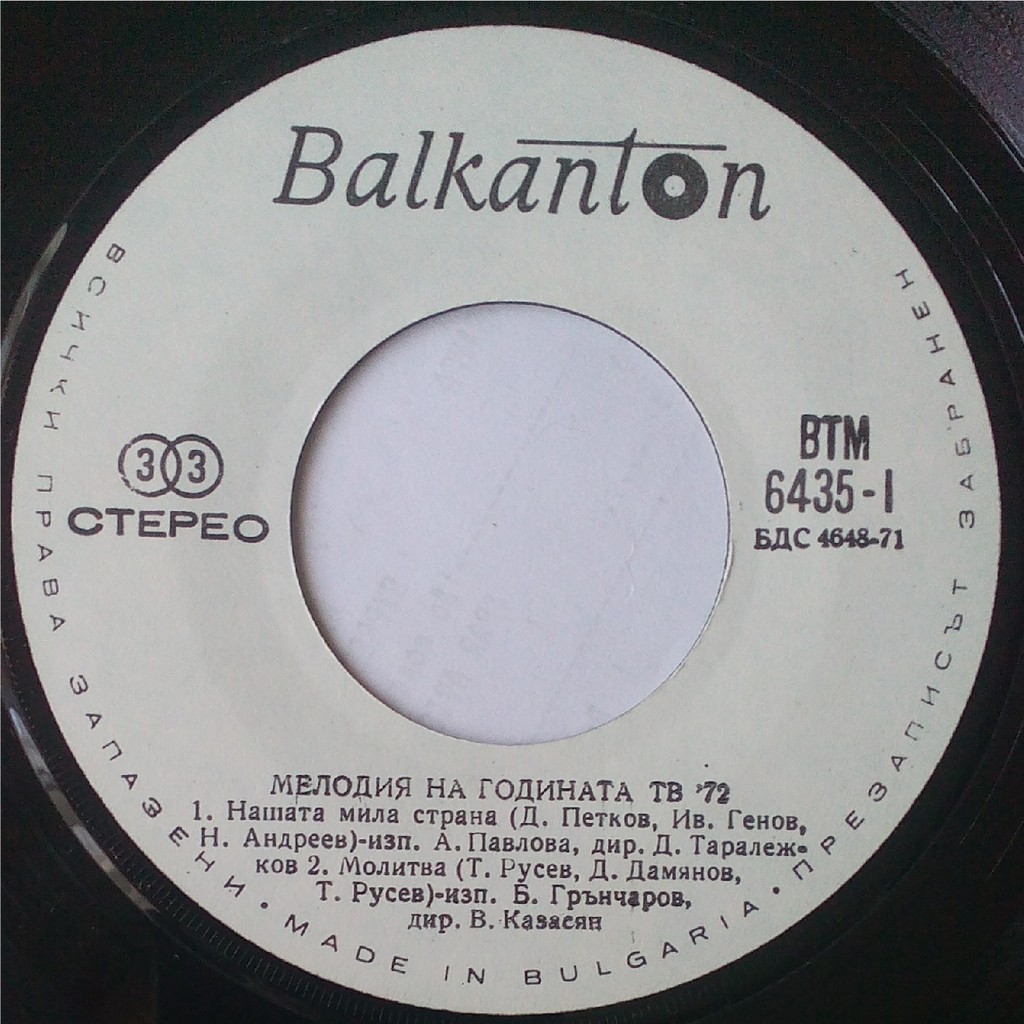 Balkanton
33
СТЕРЕО
ВТМ
6435-1
БДС 4648-71
МЕЛОДИЯ НА ГОДИНАТА ТВ '72
1. Нашата мила страна (Д. Петков, Ив. Генов,
Н. Андреев)-изп. А. Павлова, дир. Д. Таралеж-
ков 2. Молитва (Т. Русев, Д. Дамянов,
Т. Русев)-изп. Б. Грънчаров,
дир. В. Казасян
ВСИЧКИ ПРАВА ЗАПАЗЕНИ • MADE IN BULGARIA • ПРЕЗАПИСЪТ ЗАБРАНЕН